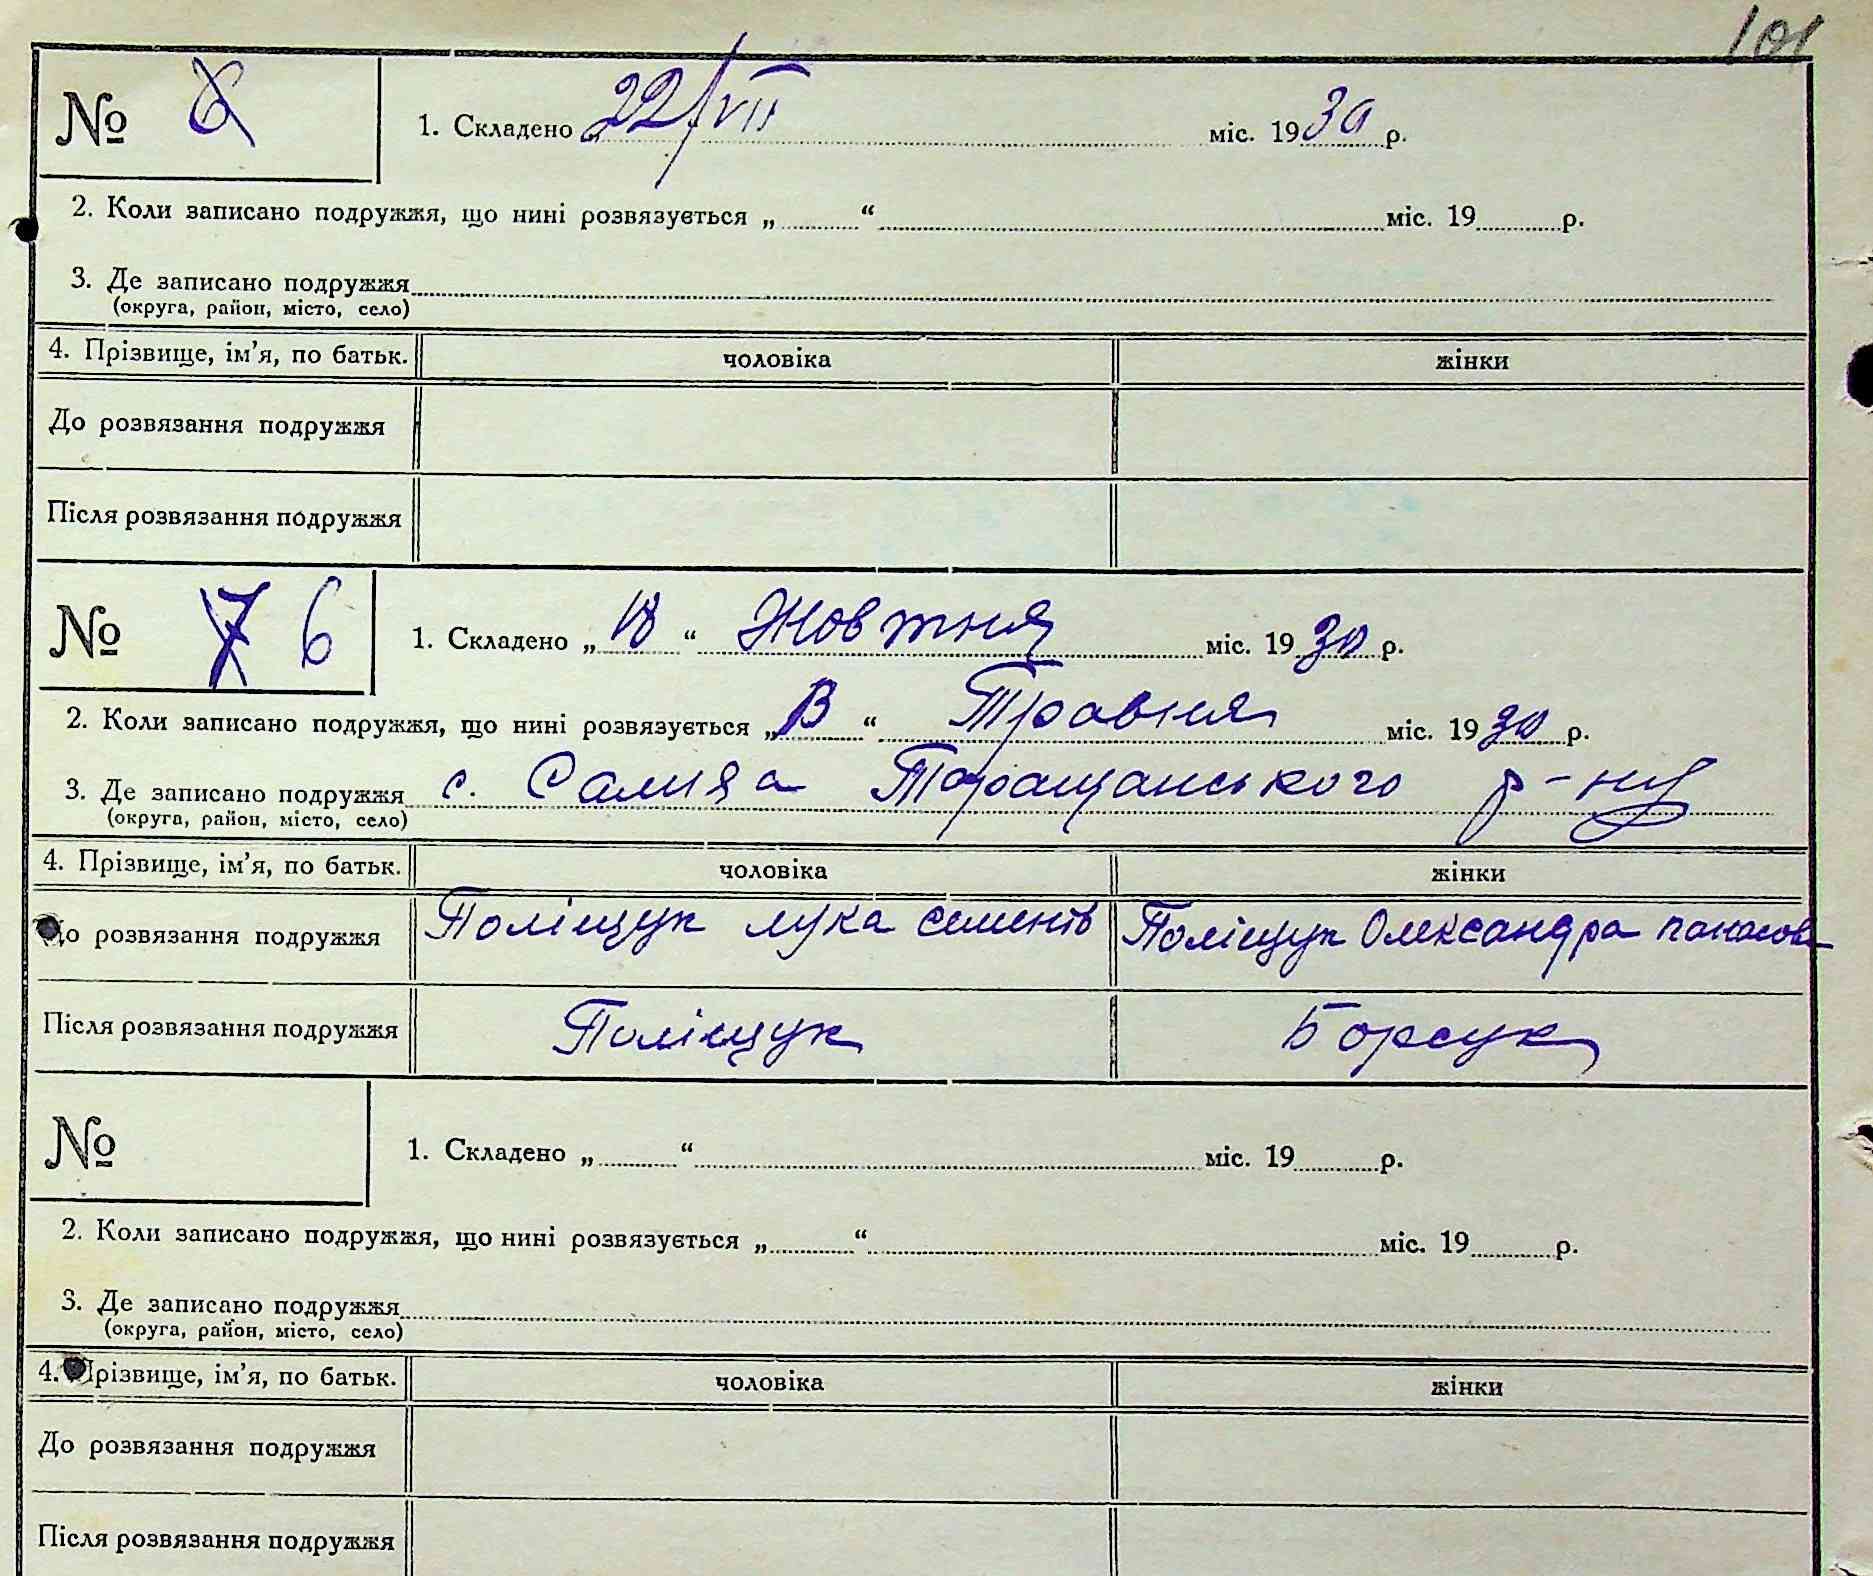 101
№ 6
1. Складено „ 22/VII міс. 1930 р.
2. Коли записано подружжя, що нині розвязується „ “ міс. 19 р.
3. Де записано подружжя
(округа, район, місто, село)
4. Прізвище, ім’я, по батьк. чоловіка жінки
До розвязання подружжя
Після розвязання подружжя
№ 7 6
1. Складено „ 18 “ Жовтня міс. 1930 р.
2. Коли записано подружжя, що нині розвязується „ “ Травня міс. 1930 р.
3. Де записано подружжя с. Салиха Таращанського р-ну
(округа, район, місто, село)
4. Прізвище, ім’я, по батьк. чоловіка жінки
До розвязання подружжя Поліщук лука семенів Поліщук Олександра панасов
Після розвязання подружжя Поліщук Борсук
№
1. Складено „ “ міс. 19 р.
2. Коли записано подружжя, що нині розвязується „ “ міс. 19 р.
3. Де записано подружжя
(округа, район, місто, село)
4. Прізвище, ім’я, по батьк. чоловіка жінки
До розвязання подружжя
Після розвязання подружжя